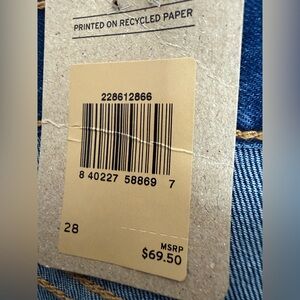 PRINTED ON RECYCLED PAPER
228612866
8 40227 58869 7
28
MSRP
$69.50